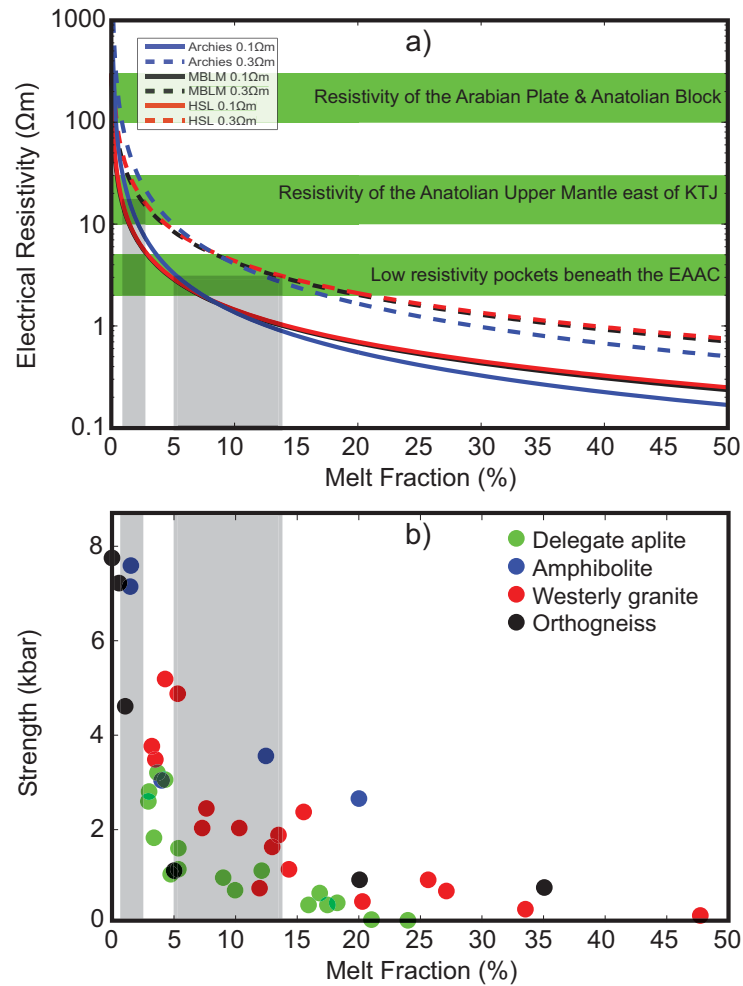 a)
1000
100
10
1
0.1
Electrical Resistivity (Ωm)
Archies 0.1Ωm
Archies 0.3Ωm
MBLM 0.1Ωm
MBLM 0.3Ωm
HSL 0.1Ωm
HSL 0.3Ωm
Resistivity of the Arabian Plate & Anatolian Block
Resistivity of the Anatolian Upper Mantle east of KTJ
Low resistivity pockets beneath the EAAC
0 5 10 15 20 25 30 35 40 45 50
Melt Fraction (%)
b)
8
6
4
2
0
Strength (kbar)
Delegate aplite
Amphibolite
Westerly granite
Orthogneiss
0 5 10 15 20 25 30 35 40 45 50
Melt Fraction (%)